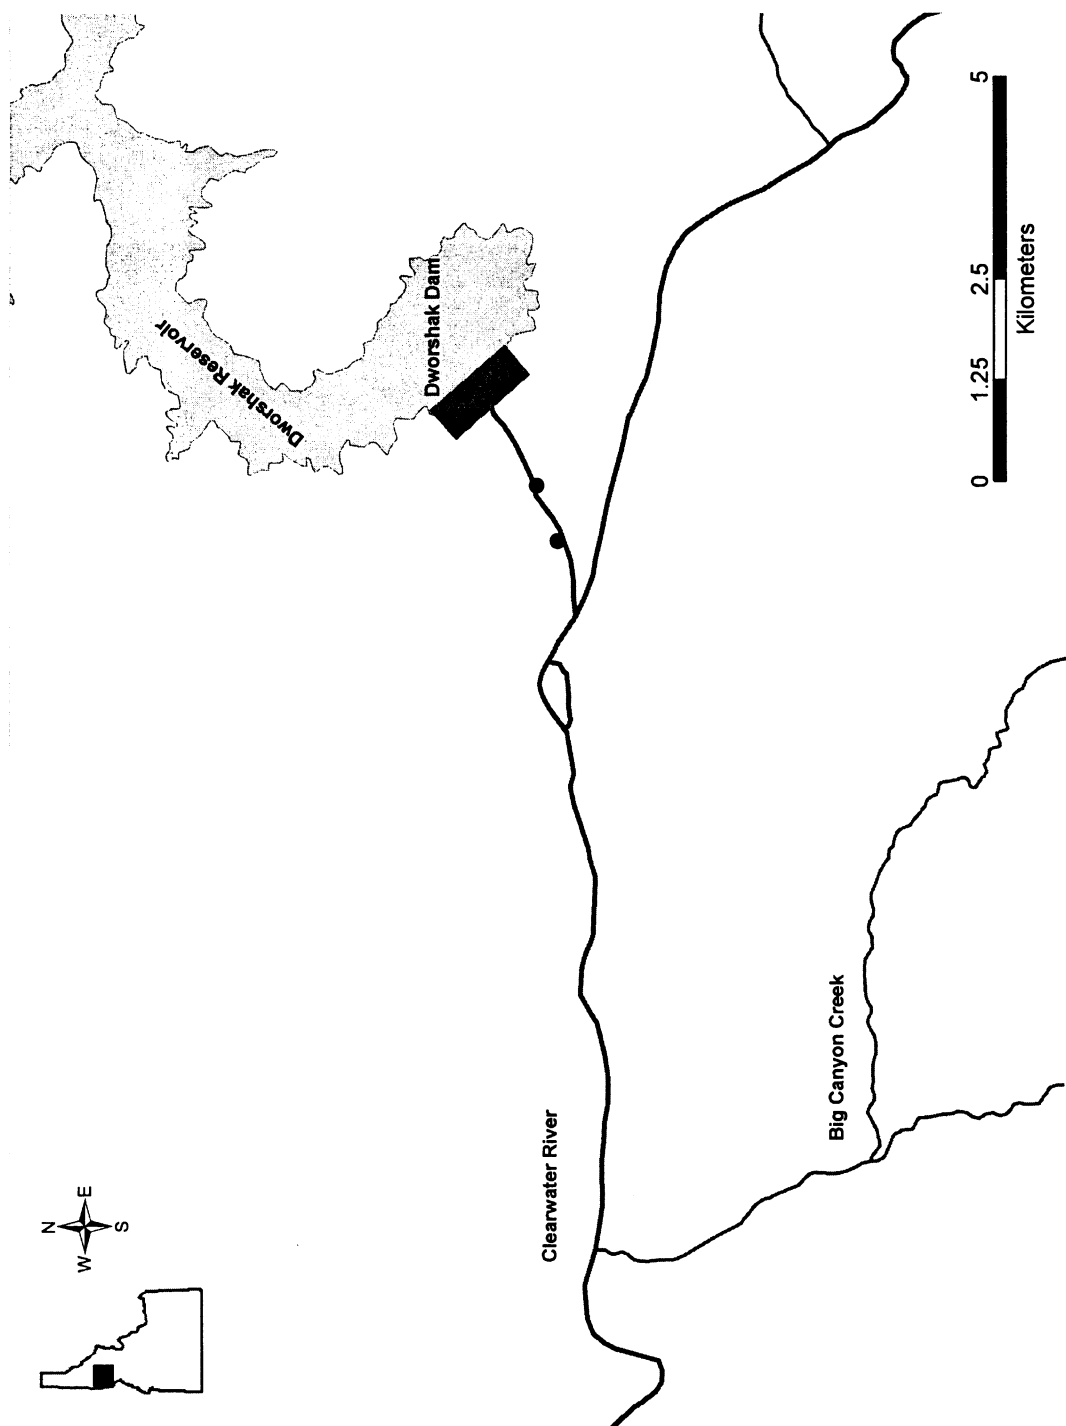 N
W E
S
Dworshak Reservoir
Dworshak Dam
Clearwater River
Big Canyon Creek
0 1.25 2.5 5
Kilometers